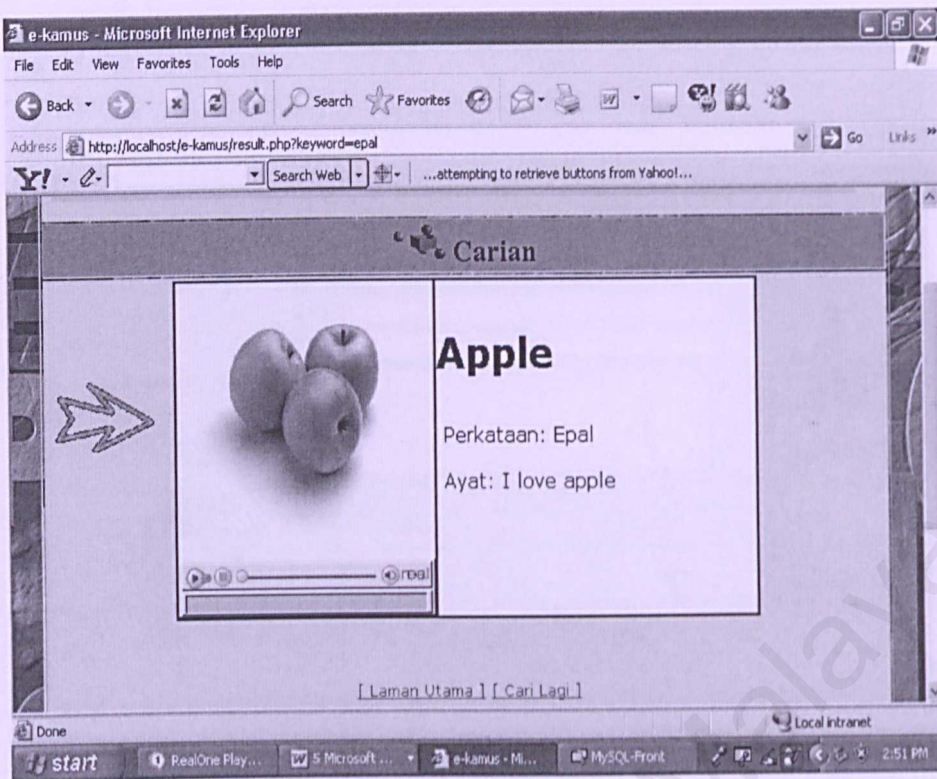 e-kamus - Microsoft Internet Explorer
File Edit View Favorites Tools Help
Back Search Favorites
Address http://localhost/e-kamus/result.php?keyword=epal Go Links »
Y! Search Web ...attempting to retrieve buttons from Yahoo!...
Carian
Apple
Perkataan: Epal
Ayat: I love apple
real
[ Laman Utama ] [ Cari Lagi ]
Done Local intranet
start RealOne Play... 5 Microsoft ... e-kamus - Mi... MySQL-Front 2:51 PM
Malaya